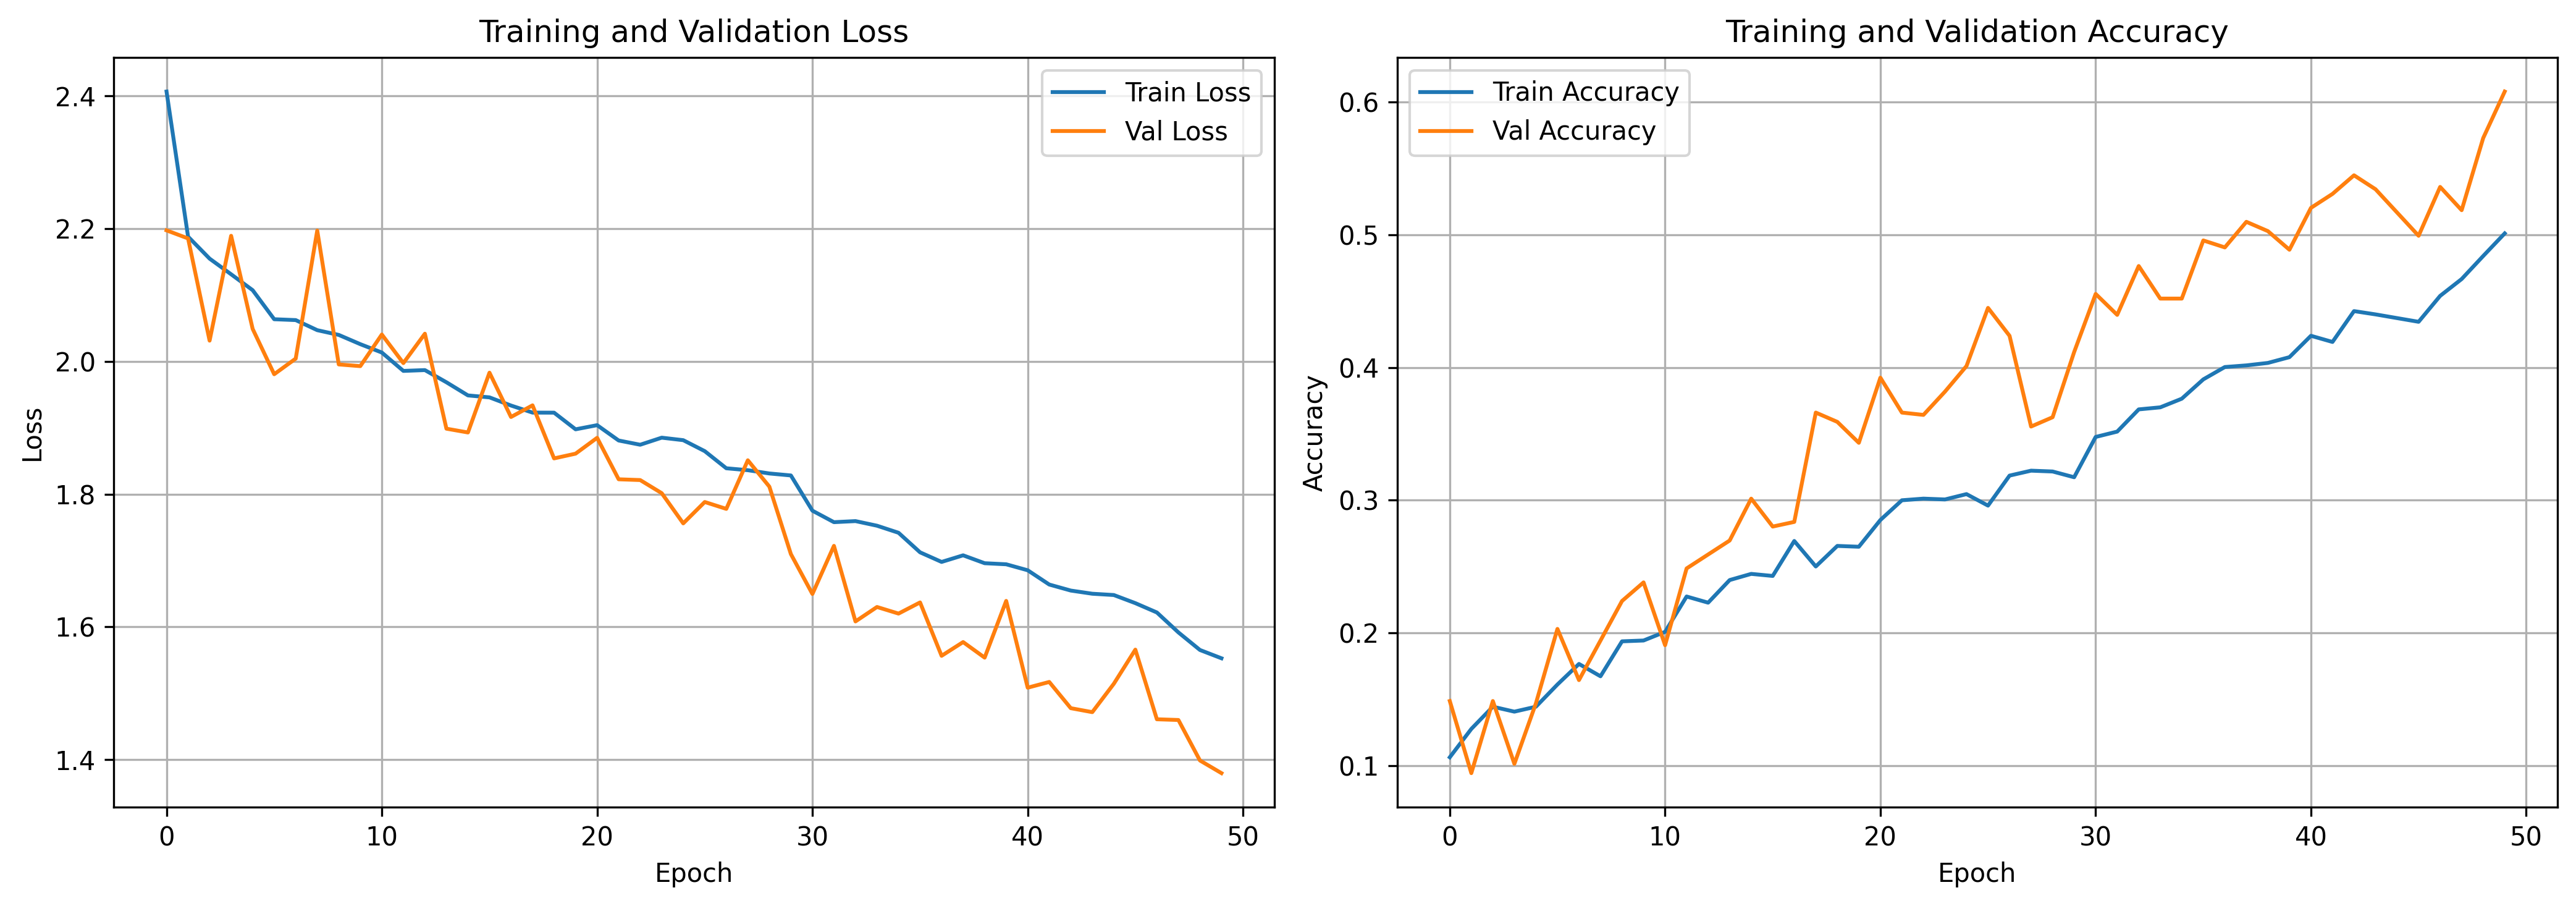 Training and Validation Loss
2.4
2.2
2.0
1.8
1.6
1.4
Loss
0 10 20 30 40 50
Epoch
Train Loss
Val Loss
Training and Validation Accuracy
0.6
0.5
0.4
0.3
0.2
0.1
Accuracy
0 10 20 30 40 50
Epoch
Train Accuracy
Val Accuracy